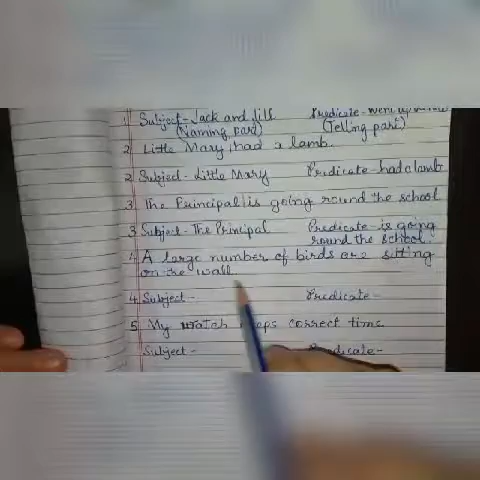 1 Subject - Jack and Jill Predicate - went up
(Naming part) (Telling part)
2 Little Mary had a lamb.
2 Subject - Little Mary Predicate - had a lamb
3 The Principal is going round the school
3 Subject - The Principal Predicate - is going
round the school.
4 A large number of birds are sitting
on the wall
4 Subject - Predicate -
5 My watch correct time.
Subject - Predicate -